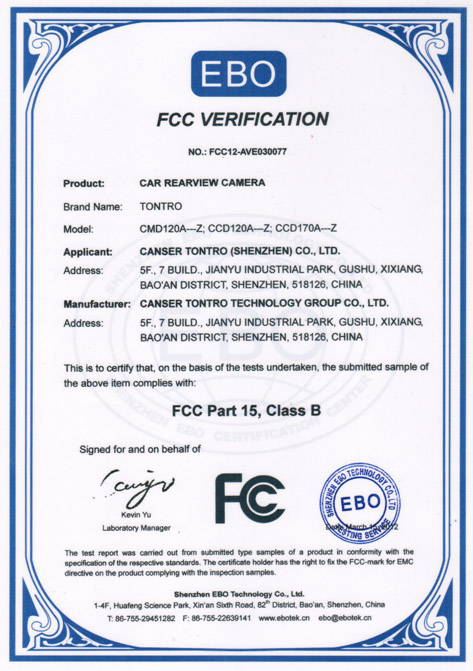 EBO
FCC VERIFICATION
NO.: FCC12-AVE030077
Product: CAR REARVIEW CAMERA
Brand Name: TONTRO
Model: CMD120A---Z; CCD120A---Z; CCD170A---Z
Applicant: CANSER TONTRO (SHENZHEN) CO., LTD.
Address: 5F., 7 BUILD., JIANYU INDUSTRIAL PARK, GUSHU, XIXIANG,
BAO'AN DISTRICT, SHENZHEN, 518126, CHINA
Manufacturer: CANSER TONTRO TECHNOLOGY GROUP CO., LTD.
Address: 5F., 7 BUILD., JIANYU INDUSTRIAL PARK, GUSHU, XIXIANG,
BAO'AN DISTRICT, SHENZHEN, 518126, CHINA
This is to certify that, on the basis of the tests undertaken, the submitted sample of
the above item complies with:
FCC Part 15, Class B
Signed for and on behalf of
Kevin Yu
Laboratory Manager
FC
SHENZHEN EBO TECHNOLOGY CO.,LTD
EBO
TESTING SERVICE
Date: March
The test report was carried out from submitted type samples of a product in conformity with the
specification of the respective standards. The certificate holder has the right to fix the FCC-mark for EMC
directive on the product complying with the inspection samples.
Shenzhen EBO Technology Co., Ltd.
1-4F, Huafeng Science Park, Xin'an Sixth Road, 82th District, Bao'an, Shenzhen, China
T: 86-755-29451282 F: 86-755-22639141 www.ebotek.cn ebo@ebotek.cn